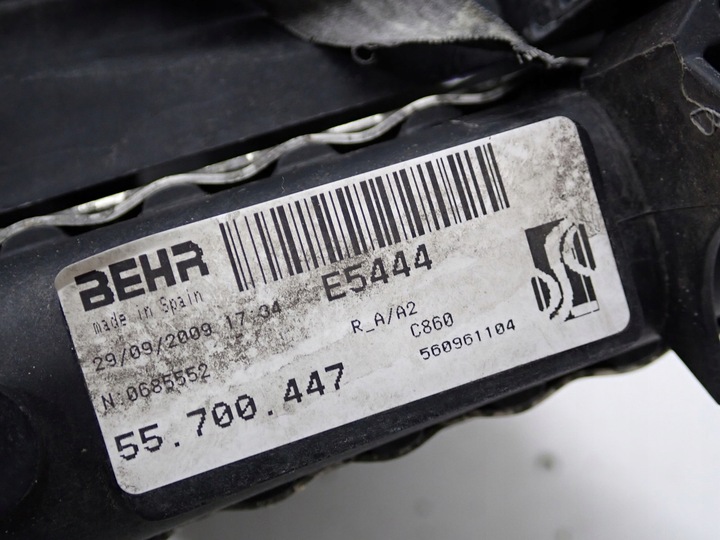 BEHR
made in Spain
29/09/2009 17:34
E5444
R_A/A2
C860
560961104
N:0685552
55.700.447